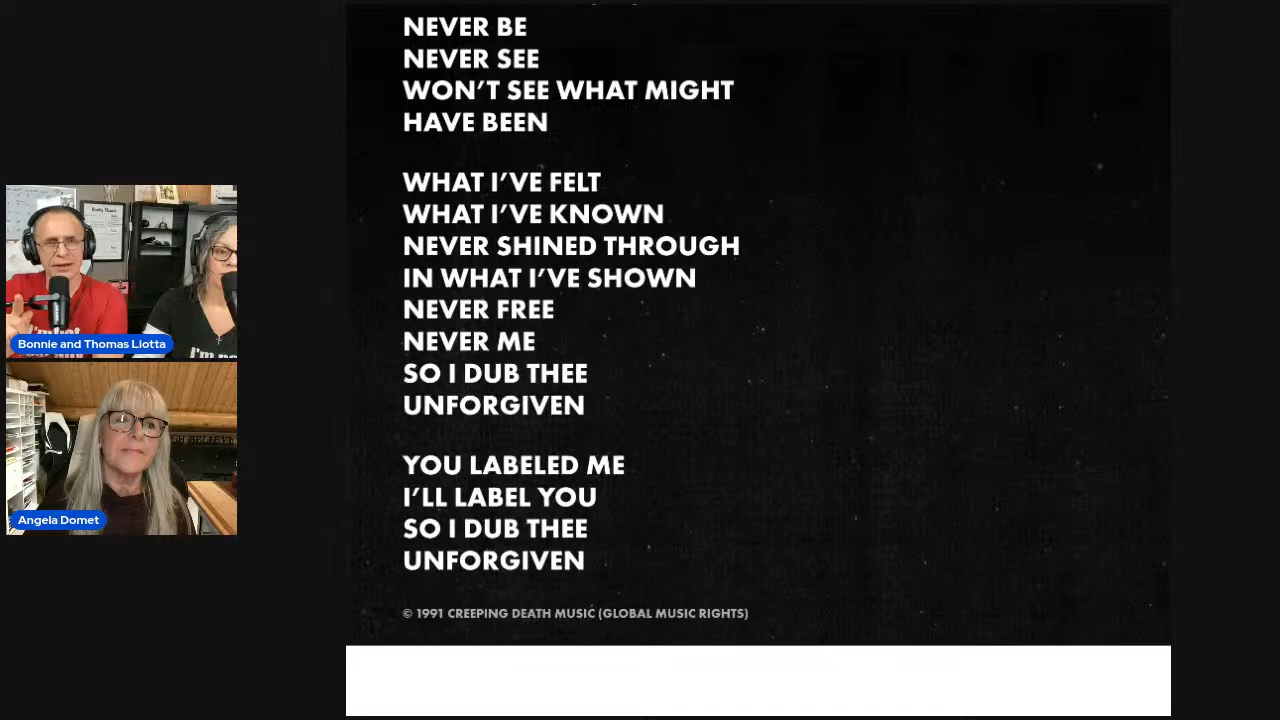 NEVER BE
NEVER SEE
WON'T SEE WHAT MIGHT
HAVE BEEN
WHAT I'VE FELT
WHAT I'VE KNOWN
NEVER SHINED THROUGH
IN WHAT I'VE SHOWN
NEVER FREE
NEVER ME
SO I DUB THEE
UNFORGIVEN
YOU LABELED ME
I'LL LABEL YOU
SO I DUB THEE
UNFORGIVEN
© 1991 CREEPING DEATH MUSIC (GLOBAL MUSIC RIGHTS)
Bonnie and Thomas LIotta
Angela Domet